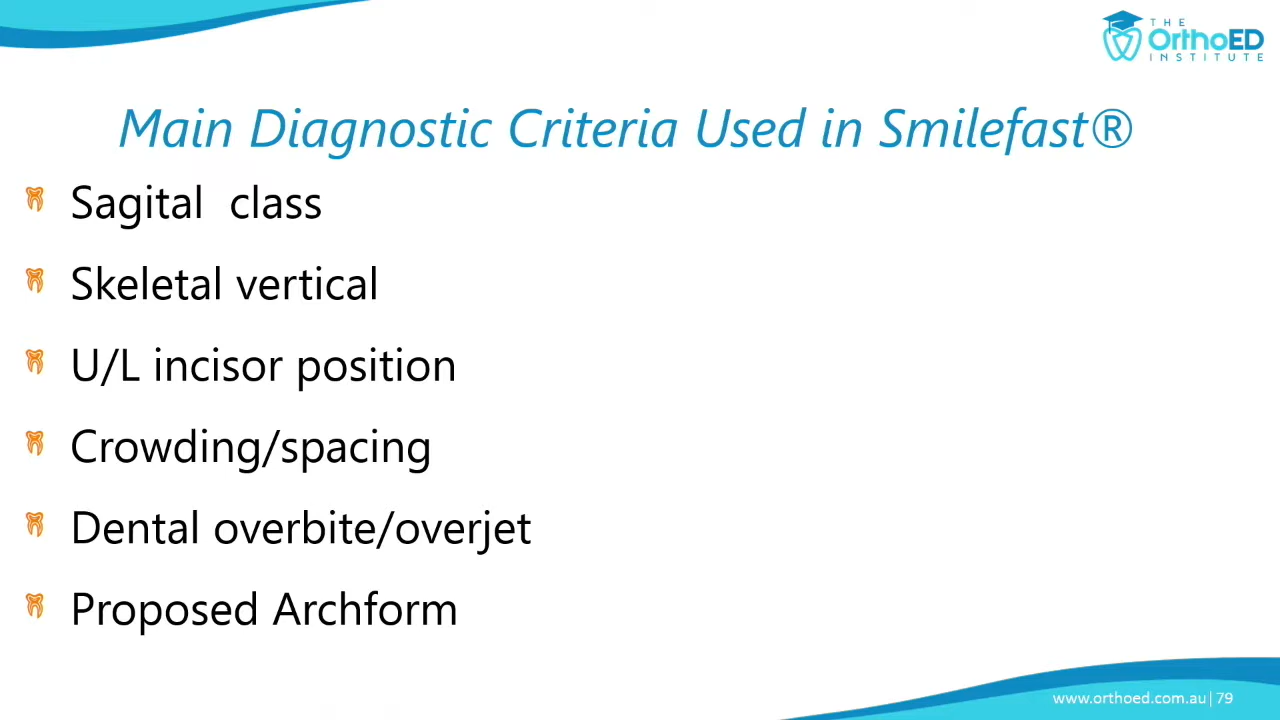 THE
OrthoED
INSTITUTE
Main Diagnostic Criteria Used in Smilefast®
Sagital  class
Skeletal vertical
U/L incisor position
Crowding/spacing
Dental overbite/overjet
Proposed Archform
www.orthoed.com.au| 79